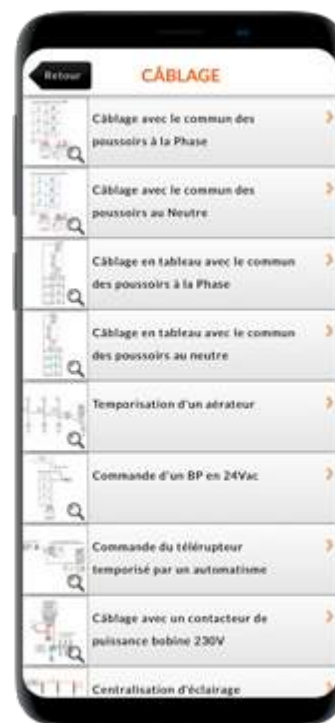 Retour
CÂBLAGE
Câblage avec le commun des
poussoirs à la Phase
Câblage avec le commun des
poussoirs au Neutre
Câblage en tableau avec le commun
des poussoirs à la Phase
Câblage en tableau avec le commun
des poussoirs au neutre
Temporisation d'un aérateur
Commande d'un BP en 24Vac
Commande du télérupteur
temporisé par un automatisme
Câblage avec un contacteur de
puissance bobine 230V
Centralisation d'éclairage